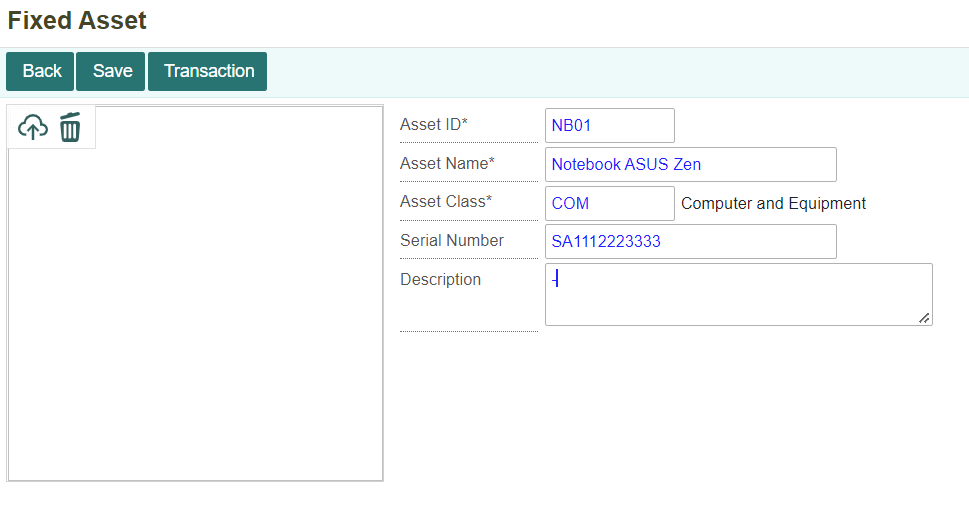 Fixed Asset
Back Save Transaction
Asset ID* NB01
Asset Name* Notebook ASUS Zen
Asset Class* COM Computer and Equipment
Serial Number SA1112223333
Description -